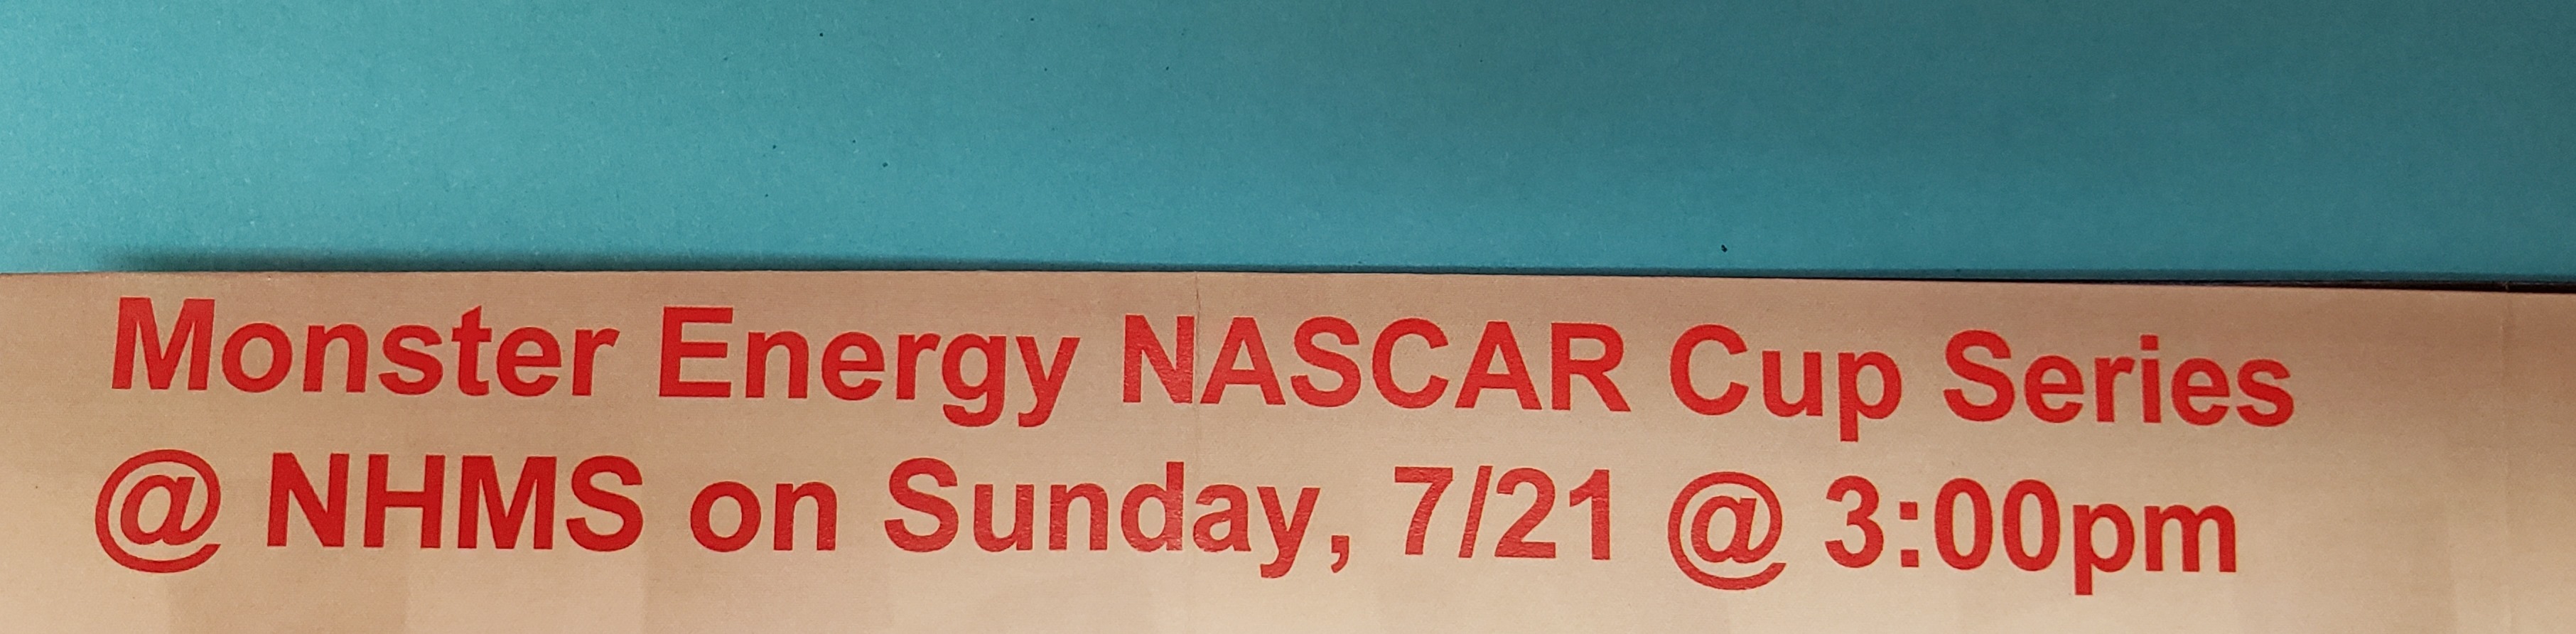 Monster Energy NASCAR Cup Series
@ NHMS on Sunday, 7/21 @ 3:00pm